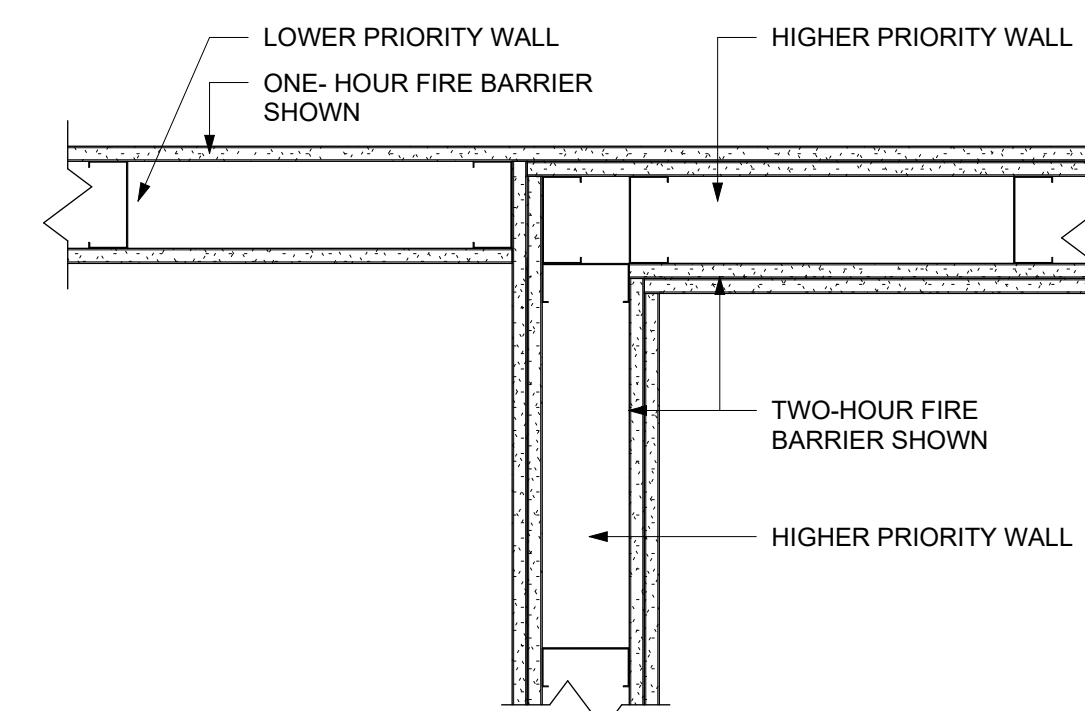 LOWER PRIORITY WALL
ONE- HOUR FIRE BARRIER
SHOWN
HIGHER PRIORITY WALL
TWO-HOUR FIRE
BARRIER SHOWN
HIGHER PRIORITY WALL